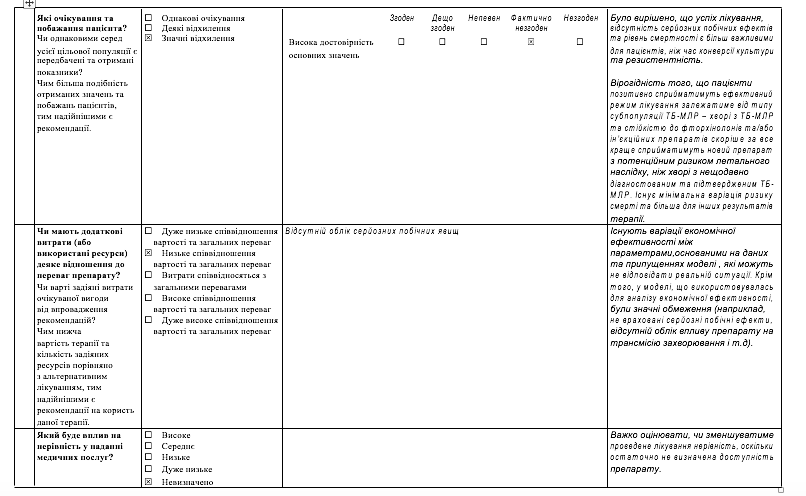 Які очікування та
побажання пацієнта?
Чи однаковими серед
усієї цільової популяції є
передбачені та отримані
показники?
Чим більша подібність
отриманих значень та
побажань пацієнтів,
тим надійнішими є
рекомендації.
☐ Однакові очікування
☐ Деякі відхилення
☒ Значні відхилення
Згоден Дещо згоден Непевен Фактично незгоден Незгоден
Висока достовірність ☐ ☐ ☐ ☒ ☐
основних значень
Було вирішено, що успіх лікування,
відсутність серйозних побічних ефектів
та рівень смертності є більш важливими
для пацієнтів, ніж час конверсії культури
та резистентність.
Вірогідність того, що пацієнти
позитивно сприйматимуть ефективний
режим лікування залежатиме від типу
субпопуляції ТБ-МЛР – хворі з ТБ-МЛР
та стійкістю до фторхінолонів та/або
ін'єкційних препаратів скоріше за все
краще сприйматимуть новий препарат
з потенційним ризиком летального
наслідку, ніж хворі з нещодавно
діагностованим та підтвердженим ТБ-
МЛР. Існує мінімальна варіація ризику
смерті та більша для інших результатів
терапії.
Чи мають додаткові
витрати (або
використані ресурси)
деяке відношення до
переваг препарату?
Чи варті задіяні витрати
очікуваної вигоди
від впровадження
рекомендацій?
Чим нижча
вартість терапії та
кількість задіяних
ресурсів порівняно
з альтернативним
лікуванням, тим
надійнішими є
рекомендації на користь
даної терапії.
☐ Дуже низьке співвідношення
вартості та загальних переваг
☒ Низьке співвідношення
вартості та загальних переваг
☐ Витрати співвідносяться з
загальними перевагами
☐ Високе співвідношення
вартості та загальних переваг
☐ Дуже високе співвідношення
вартості та загальних переваг
Відсутній облік серйозних побічних явищ
Існують варіації економічної
ефективності між
параметрами,основаними на даних
та припущеннях моделі , які можуть
не відповідати реальній ситуації. Крім
того, у моделі, що використовувалась
для аналізу економічної ефективності,
були значні обмеження (наприклад,
не враховані серйозні побічні ефекти,
відсутній облік впливу препарату на
трансмісію захворювання і т.д).
Який буде вплив на
нерівність у наданні
медичних послуг?
☐ Високе
☐ Середнє
☐ Низьке
☐ Дуже низьке
☒ Невизначено
Важко оцінювати, чи зменшуватиме
проведене лікування нерівність, оскільки
остаточно не визначена доступність
препарату.